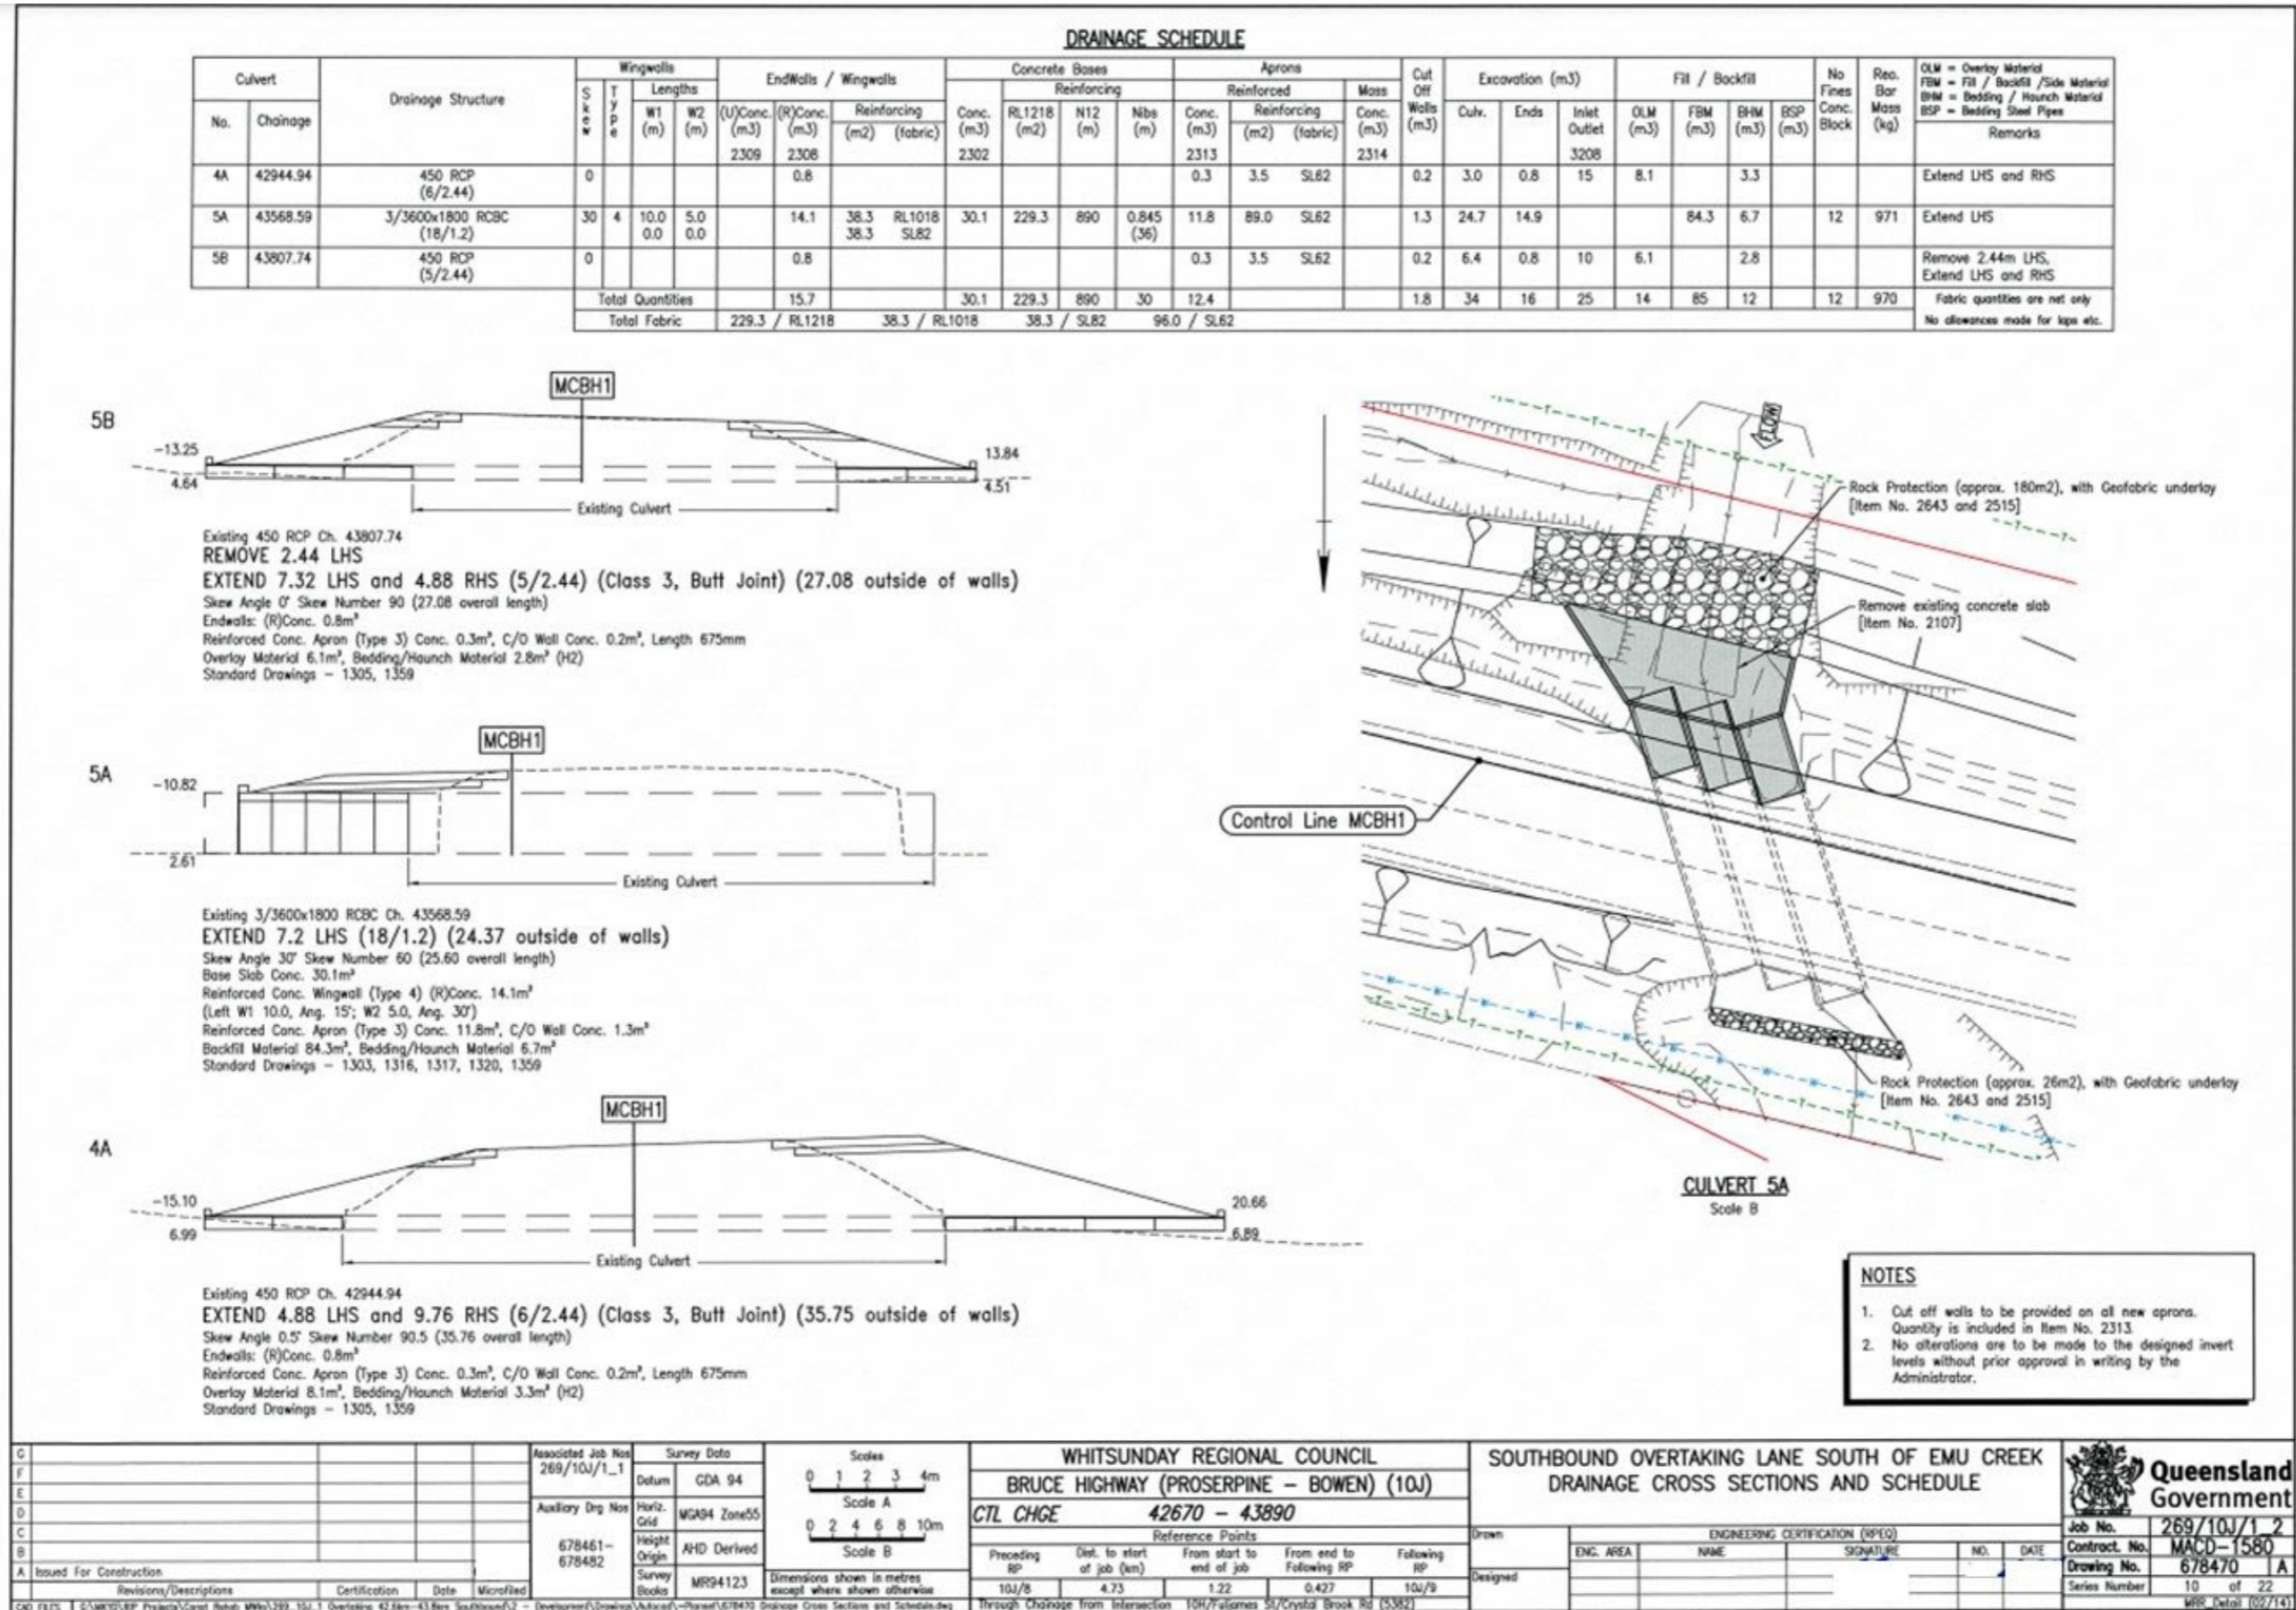 DRAINAGE SCHEDULE
Culvert
Drainage Structure
Skew
Wingwalls
EndWalls / Wingwalls
Concrete Bases
Aprons
Cut Off Walls (m3)
Excavation (m3)
Fill / Backfill
No Fines Conc. Block
Reo. Bar Mass (kg)
OLM = Overlay Material
FBM = Fill / Backfill /Side Material
BHM = Bedding / Haunch Material
BSP = Bedding Steel Pipes
Type
Lengths
Reinforcing
Reinforced
Mass
No. Chainage
W1 (m) W2 (m) (U)Conc. (m3) (R)Conc. (m3) Reinforcing (m2) (fabric) Conc. (m3) RL1218 (m2) N12 (m) Nibs (m) Conc. (m3) Reinforcing (m2) (fabric) Conc. (m3) Culv. Ends Inlet Outlet OLM (m3) FBM (m3) BHM (m3) BSP (m3) Remarks
2309 2308 2302 2313 2314 3208
4A 42944.94 450 RCP 0 0.8 0.3 3.5 SL62 0.2 3.0 0.8 15 8.1 3.3 Extend LHS and RHS
(6/2.44)
5A 43568.59 3/3600x1800 RCBC 30 4 10.0 5.0 14.1 38.3 RL1018 30.1 229.3 890 0.845 11.8 89.0 SL62 1.3 24.7 14.9 84.3 6.7 12 971 Extend LHS
(18/1.2) 0.0 0.0 38.3 SL82 (36)
5B 43807.74 450 RCP 0 0.8 0.3 3.5 SL62 0.2 6.4 0.8 10 6.1 2.8 Remove 2.44m LHS,
(5/2.44) Extend LHS and RHS
Total Quantities 15.7 30.1 229.3 890 30 12.4 1.8 34 16 25 14 85 12 12 970 Fabric quantities are net only
Total Fabric 229.3 / RL1218 38.3 / RL1018 38.3 / SL82 96.0 / SL62 No allowances made for laps etc.
5B
MCBH1
-13.25
4.64
13.84
4.51
Existing Culvert
Existing 450 RCP Ch. 43807.74
REMOVE 2.44 LHS
EXTEND 7.32 LHS and 4.88 RHS (5/2.44) (Class 3, Butt Joint) (27.08 outside of walls)
Skew Angle 0° Skew Number 90 (27.08 overall length)
Endwalls: (R)Conc. 0.8m³
Reinforced Conc. Apron (Type 3) Conc. 0.3m³, C/O Wall Conc. 0.2m³, Length 675mm
Overlay Material 6.1m³, Bedding/Haunch Material 2.8m³ (H2)
Standard Drawings - 1305, 1359
5A
MCBH1
-10.82
2.61
Existing Culvert
Existing 3/3600x1800 RCBC Ch. 43568.59
EXTEND 7.2 LHS (18/1.2) (24.37 outside of walls)
Skew Angle 30° Skew Number 60 (25.60 overall length)
Base Slab Conc. 30.1m³
Reinforced Conc. Wingwall (Type 4) (R)Conc. 14.1m³
(Left W1 10.0, Ang. 15°; W2 5.0, Ang. 30°)
Reinforced Conc. Apron (Type 3) Conc. 11.8m³, C/O Wall Conc. 1.3m³
Backfill Material 84.3m³, Bedding/Haunch Material 6.7m³
Standard Drawings - 1303, 1316, 1317, 1320, 1359
4A
MCBH1
-15.10
6.99
20.66
6.89
Existing Culvert
Existing 450 RCP Ch. 42944.94
EXTEND 4.88 LHS and 9.76 RHS (6/2.44) (Class 3, Butt Joint) (35.75 outside of walls)
Skew Angle 0.5° Skew Number 90.5 (35.76 overall length)
Endwalls: (R)Conc. 0.8m³
Reinforced Conc. Apron (Type 3) Conc. 0.3m³, C/O Wall Conc. 0.2m³, Length 675mm
Overlay Material 8.1m³, Bedding/Haunch Material 3.3m³ (H2)
Standard Drawings - 1305, 1359
FLOW
Rock Protection (approx. 180m2), with Geofabric underlay
[Item No. 2643 and 2515]
Remove existing concrete slab
[Item No. 2107]
Control Line MCBH1
Rock Protection (approx. 26m2), with Geofabric underlay
[Item No. 2643 and 2515]
CULVERT 5A
Scale B
NOTES
1. Cut off walls to be provided on all new aprons.
Quantity is included in Item No. 2313.
2. No alterations are to be made to the designed invert
levels without prior approval in writing by the
Administrator.
G
F
E
D
C
B
A Issued For Construction
Revisions/Descriptions Certification Date Microfiled
Associated Job Nos
269/10J/1_1
Auxiliary Drg Nos
678461-
678482
Survey Data
Datum GDA 94
Horiz. Grid MGA94 Zone55
Height Origin AHD Derived
Survey Books MR94123
Scales
0 1 2 3 4m
Scale A
0 2 4 6 8 10m
Scale B
Dimensions shown in metres
except where shown otherwise
WHITSUNDAY REGIONAL COUNCIL
BRUCE HIGHWAY (PROSERPINE - BOWEN) (10J)
CTL CHGE 42670 - 43890
Reference Points
Preceding RP Dist. to start of job (km) From start to end of job From end to Following RP Following RP
10J/8 4.73 1.22 0.427 10J/9
Through Chainage from Intersection 10H/Fuljames St/Crystal Brook Rd (5382)
SOUTHBOUND OVERTAKING LANE SOUTH OF EMU CREEK
DRAINAGE CROSS SECTIONS AND SCHEDULE
Drawn
Designed
ENGINEERING CERTIFICATION (RPEQ)
ENG. AREA NAME SIGNATURE NO. DATE
Queensland
Government
Job No. 269/10J/1_2
Contract. No. MACD-1580
Drawing No. 678470 A
Series Number 10 of 22
MRR_Detail (02/14)
CAD FILES